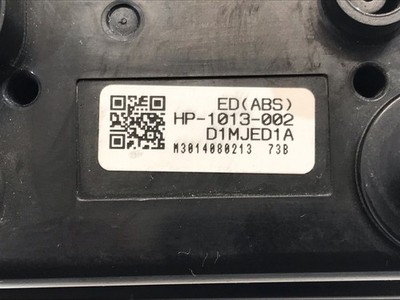 ED(ABS)
HP-1013-002
D1MJED1A
M3014080213 73B